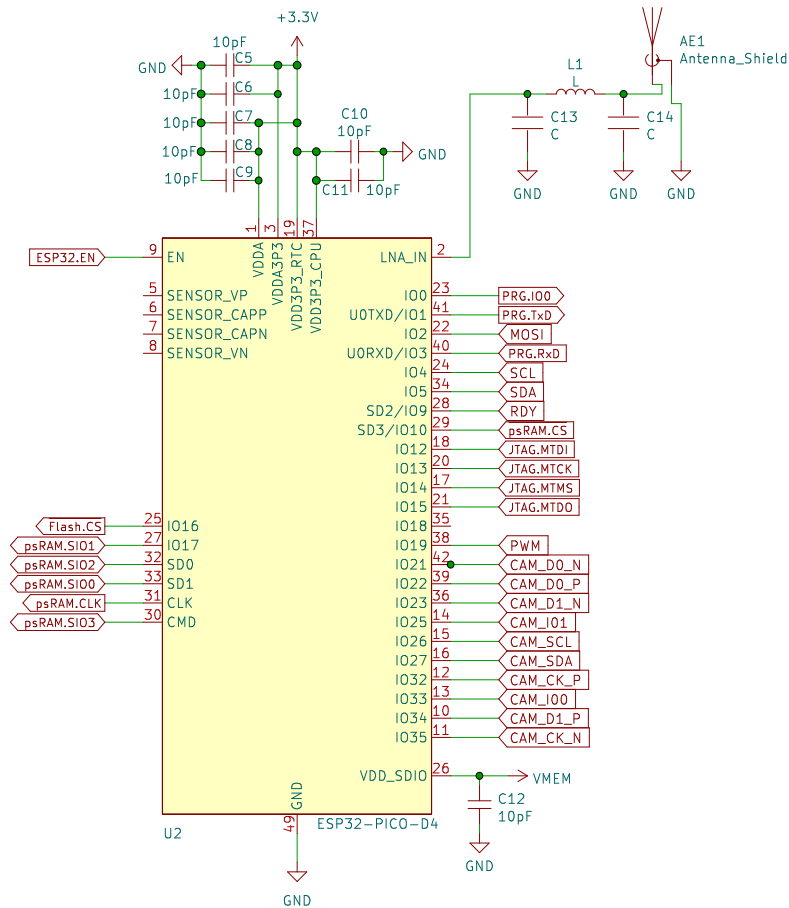 +3.3V
10pF
GND
C5
10pF
C6
10pF
C7
10pF
C8
10pF
C9
C10
10pF
GND
C11
10pF
L1
L
AE1
Antenna_Shield
C13
C
C14
C
GND
GND
GND
1
3
19
37
VDDA
VDDA3P3
VDD3P3_RTC
VDD3P3_CPU
ESP32.EN
9
EN
5
SENSOR_VP
6
SENSOR_CAPP
7
SENSOR_CAPN
8
SENSOR_VN
Flash.CS
25
IO16
psRAM.SIO1
27
IO17
psRAM.SIO2
32
SD0
psRAM.SIO0
33
SD1
psRAM.CLK
31
CLK
psRAM.SIO3
30
CMD
LNA_IN
2
IO0
23
PRG.IO0
U0TXD/IO1
41
PRG.TxD
IO2
22
MOSI
U0RXD/IO3
40
PRG.RxD
IO4
24
SCL
IO5
34
SDA
SD2/IO9
28
RDY
SD3/IO10
29
psRAM.CS
IO12
18
JTAG.MTDI
IO13
20
JTAG.MTCK
IO14
17
JTAG.MTMS
IO15
21
JTAG.MTDO
IO18
35
IO19
38
PWM
IO21
42
CAM_D0_N
IO22
39
CAM_D0_P
IO23
36
CAM_D1_N
IO25
14
CAM_IO1
IO26
15
CAM_SCL
IO27
16
CAM_SDA
IO32
12
CAM_CK_P
IO33
13
CAM_IO0
IO34
10
CAM_D1_P
IO35
11
CAM_CK_N
VDD_SDIO
26
VMEM
C12
10pF
GND
GND
49
ESP32-PICO-D4
U2
GND